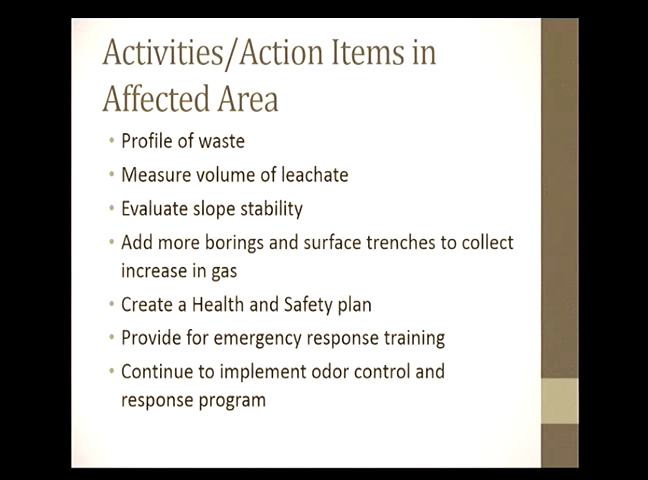 Activities/Action Items in
Affected Area
• Profile of waste
• Measure volume of leachate
• Evaluate slope stability
• Add more borings and surface trenches to collect
increase in gas
• Create a Health and Safety plan
• Provide for emergency response training
• Continue to implement odor control and
response program